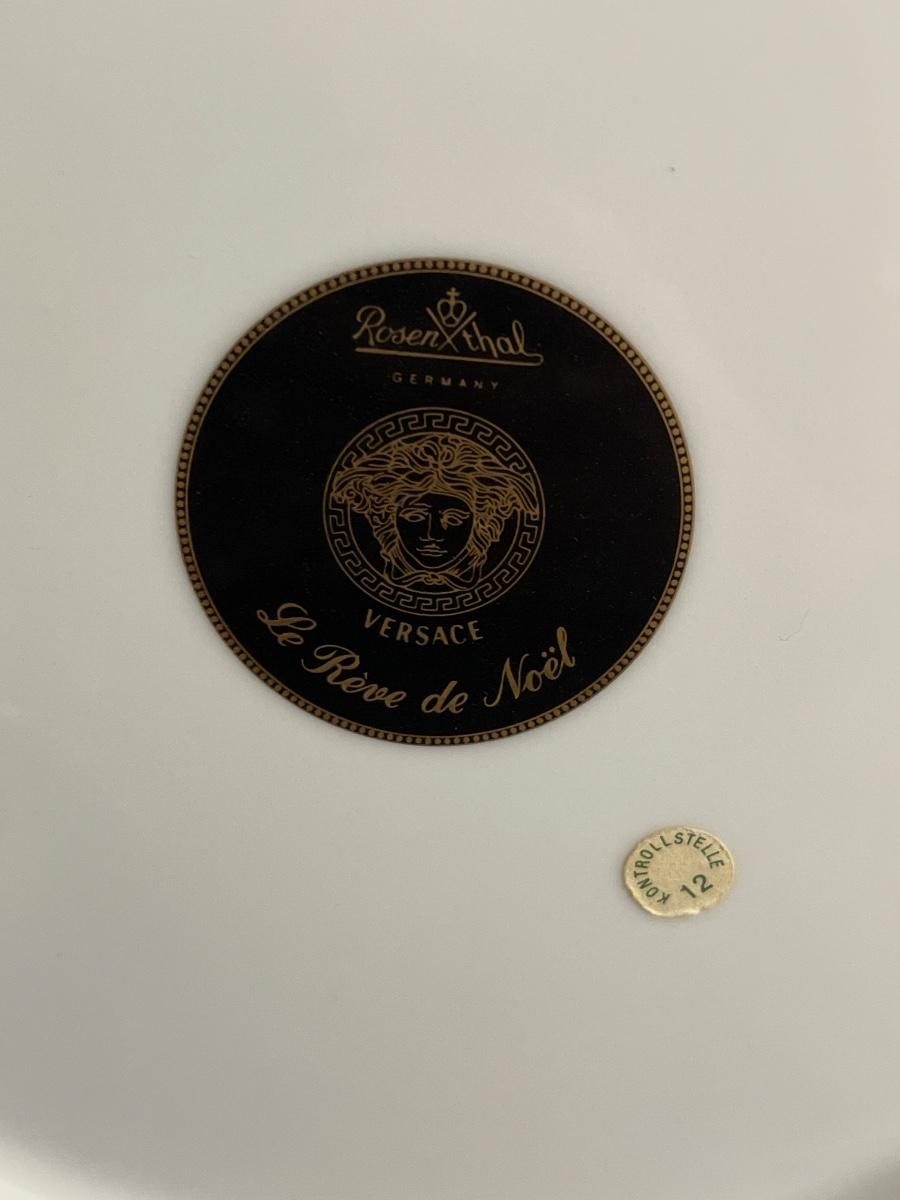 Rosenthal
GERMANY
VERSACE
Le Rêve de Noël
KONTROLLSTELLE
12